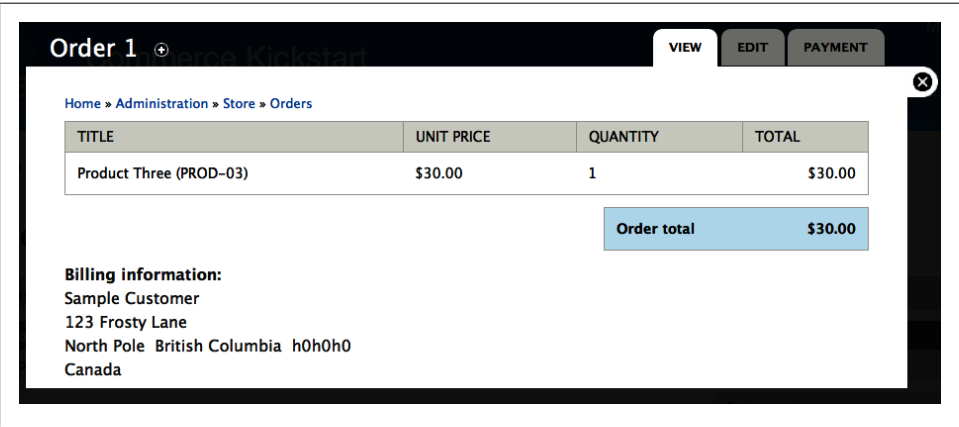 Order 1
Commerce Kickstart
VIEW EDIT PAYMENT
Home » Administration » Store » Orders
TITLE UNIT PRICE QUANTITY TOTAL
Product Three (PROD-03) $30.00 1 $30.00
Order total $30.00
Billing information:
Sample Customer
123 Frosty Lane
North Pole British Columbia h0h0h0
Canada